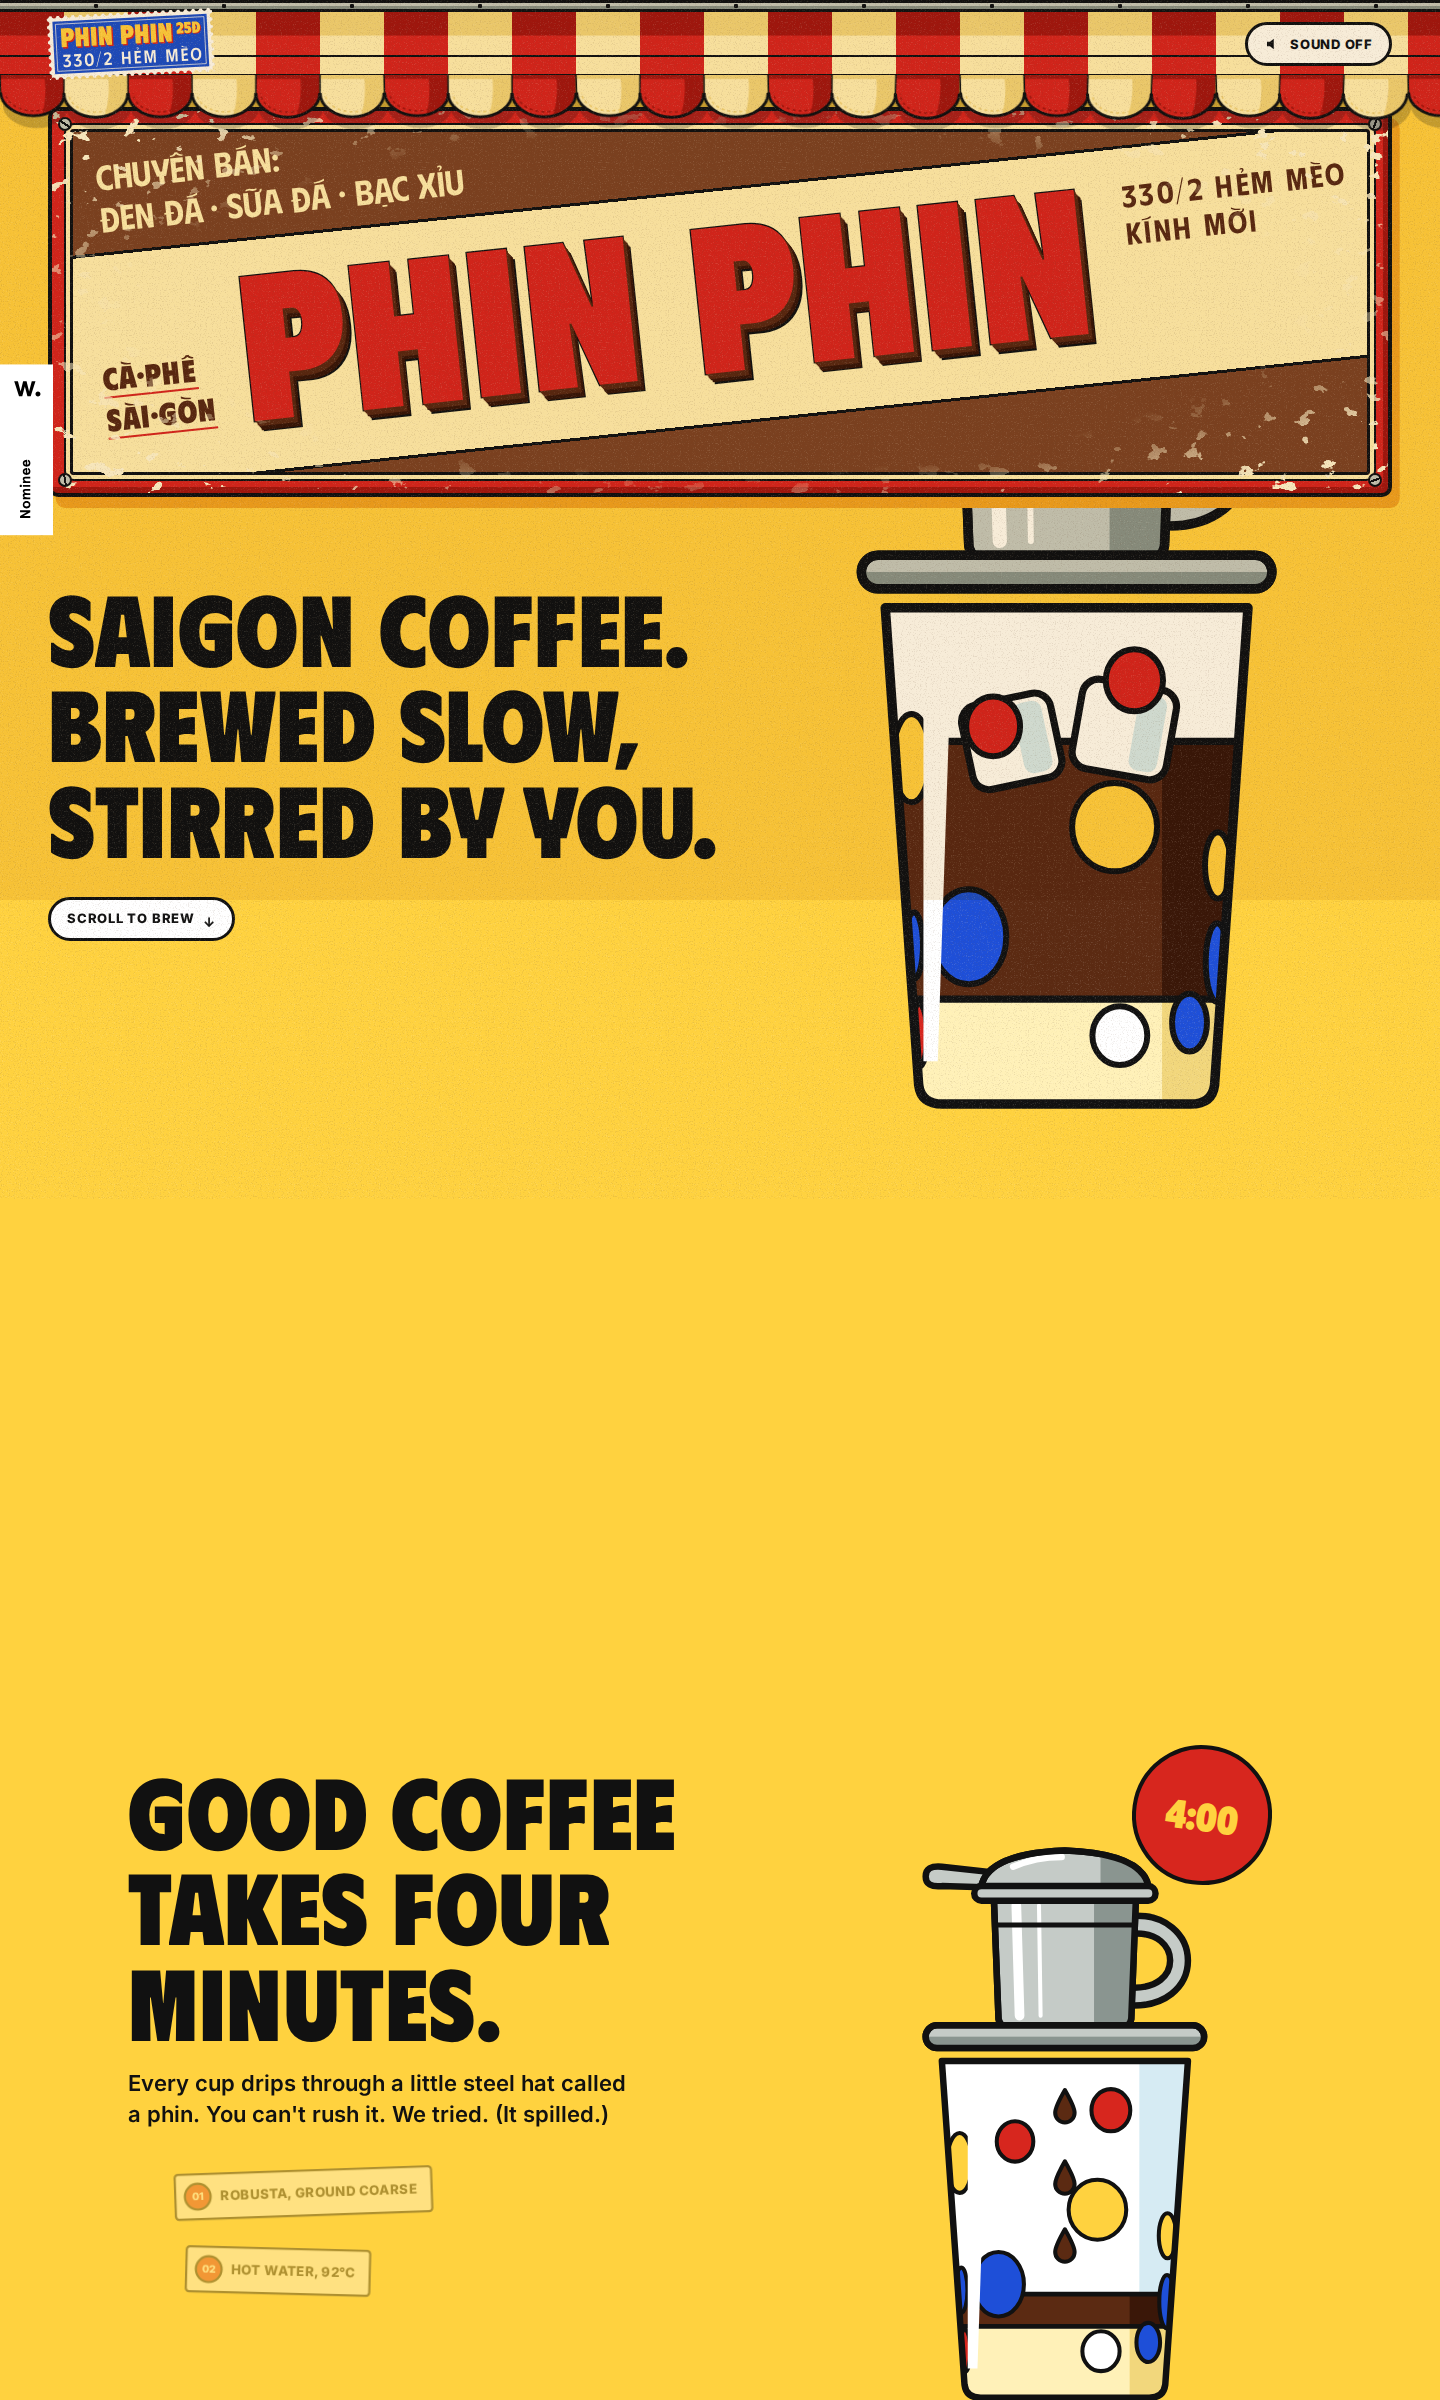 PHIN PHIN 25D
330/2 HẺM MÈO
SOUND OFF
CHUYÊN BÁN:
ĐEN ĐÁ · SỮA ĐÁ · BẠC XỈU
330/2 HẺM MÈO
KÍNH MỜI
PHIN PHIN
CÀ·PHÊ
SÀI·GÒN
W.
Nominee
SAIGON COFFEE.
BREWED SLOW,
STIRRED BY YOU.
SCROLL TO BREW ↓
4:00
GOOD COFFEE
TAKES FOUR
MINUTES.
Every cup drips through a little steel hat called
a phin. You can't rush it. We tried. (It spilled.)
01 ROBUSTA, GROUND COARSE
02 HOT WATER, 92°C